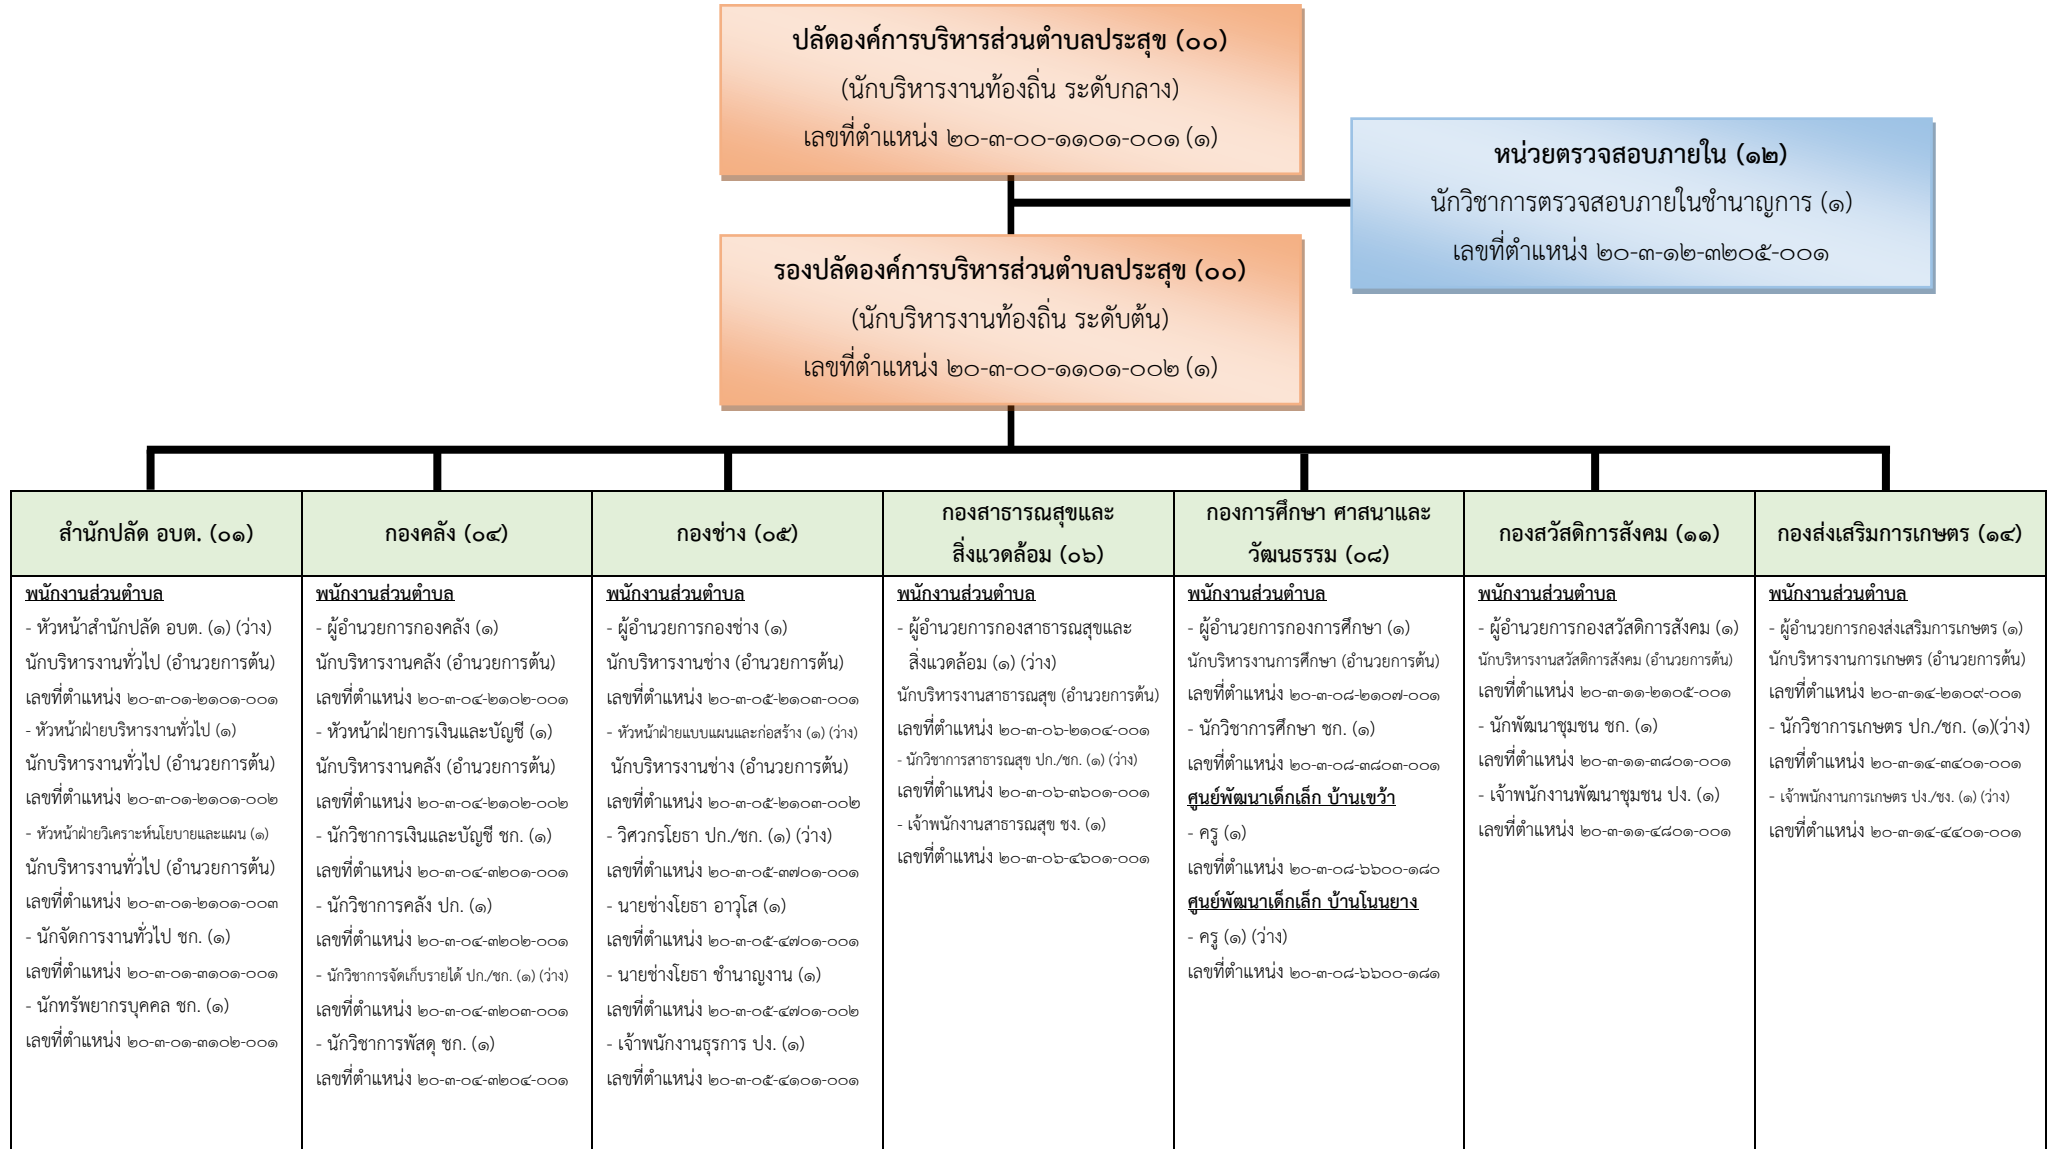 ปลัดองค์การบริหารส่วนตำบลประสุข (๐๐)
(นักบริหารงานท้องถิ่น ระดับกลาง)
เลขที่ตำแหน่ง ๒๐-๓-๐๐-๑๑๐๑-๐๐๑ (๑)
หน่วยตรวจสอบภายใน (๑๒)
นักวิชาการตรวจสอบภายในชำนาญการ (๑)
เลขที่ตำแหน่ง ๒๐-๓-๑๒-๓๒๐๕-๐๐๑
รองปลัดองค์การบริหารส่วนตำบลประสุข (๐๐)
(นักบริหารงานท้องถิ่น ระดับต้น)
เลขที่ตำแหน่ง ๒๐-๓-๐๐-๑๑๐๑-๐๐๒ (๑)
สำนักปลัด อบต. (๐๑)
พนักงานส่วนตำบล
- หัวหน้าสำนักปลัด อบต. (๑) (ว่าง)
นักบริหารงานทั่วไป (อำนวยการต้น)
เลขที่ตำแหน่ง ๒๐-๓-๐๑-๒๑๐๑-๐๐๑
- หัวหน้าฝ่ายบริหารงานทั่วไป (๑)
นักบริหารงานทั่วไป (อำนวยการต้น)
เลขที่ตำแหน่ง ๒๐-๓-๐๑-๒๑๐๑-๐๐๒
- หัวหน้าฝ่ายวิเคราะห์นโยบายและแผน (๑)
นักบริหารงานทั่วไป (อำนวยการต้น)
เลขที่ตำแหน่ง ๒๐-๓-๐๑-๒๑๐๑-๐๐๓
- นักจัดการงานทั่วไป ชก. (๑)
เลขที่ตำแหน่ง ๒๐-๓-๐๑-๓๑๐๑-๐๐๑
- นักทรัพยากรบุคคล ชก. (๑)
เลขที่ตำแหน่ง ๒๐-๓-๐๑-๓๑๐๒-๐๐๑
กองคลัง (๐๔)
พนักงานส่วนตำบล
- ผู้อำนวยการกองคลัง (๑)
นักบริหารงานคลัง (อำนวยการต้น)
เลขที่ตำแหน่ง ๒๐-๓-๐๔-๒๑๐๒-๐๐๑
- หัวหน้าฝ่ายการเงินและบัญชี (๑)
นักบริหารงานคลัง (อำนวยการต้น)
เลขที่ตำแหน่ง ๒๐-๓-๐๔-๒๑๐๒-๐๐๒
- นักวิชาการเงินและบัญชี ชก. (๑)
เลขที่ตำแหน่ง ๒๐-๓-๐๔-๓๒๐๑-๐๐๑
- นักวิชาการคลัง ปก. (๑)
เลขที่ตำแหน่ง ๒๐-๓-๐๔-๓๒๐๒-๐๐๑
- นักวิชาการจัดเก็บรายได้ ปก./ชก. (๑) (ว่าง)
เลขที่ตำแหน่ง ๒๐-๓-๐๔-๓๒๐๓-๐๐๑
- นักวิชาการพัสดุ ชก. (๑)
เลขที่ตำแหน่ง ๒๐-๓-๐๔-๓๒๐๔-๐๐๑
กองช่าง (๐๕)
พนักงานส่วนตำบล
- ผู้อำนวยการกองช่าง (๑)
นักบริหารงานช่าง (อำนวยการต้น)
เลขที่ตำแหน่ง ๒๐-๓-๐๕-๒๑๐๓-๐๐๑
- หัวหน้าฝ่ายแบบแผนและก่อสร้าง (๑) (ว่าง)
นักบริหารงานช่าง (อำนวยการต้น)
เลขที่ตำแหน่ง ๒๐-๓-๐๕-๒๑๐๓-๐๐๒
- วิศวกรโยธา ปก./ชก. (๑) (ว่าง)
เลขที่ตำแหน่ง ๒๐-๓-๐๕-๓๗๐๑-๐๐๑
- นายช่างโยธา อาวุโส (๑)
เลขที่ตำแหน่ง ๒๐-๓-๐๕-๔๗๐๑-๐๐๑
- นายช่างโยธา ชำนาญงาน (๑)
เลขที่ตำแหน่ง ๒๐-๓-๐๕-๔๗๐๑-๐๐๒
- เจ้าพนักงานธุรการ ปง. (๑)
เลขที่ตำแหน่ง ๒๐-๓-๐๕-๔๑๐๑-๐๐๑
กองสาธารณสุขและ
สิ่งแวดล้อม (๐๖)
พนักงานส่วนตำบล
- ผู้อำนวยการกองสาธารณสุขและ
สิ่งแวดล้อม (๑) (ว่าง)
นักบริหารงานสาธารณสุข (อำนวยการต้น)
เลขที่ตำแหน่ง ๒๐-๓-๐๖-๒๑๐๔-๐๐๑
- นักวิชาการสาธารณสุข ปก./ชก. (๑) (ว่าง)
เลขที่ตำแหน่ง ๒๐-๓-๐๖-๓๖๐๑-๐๐๑
- เจ้าพนักงานสาธารณสุข ชง. (๑)
เลขที่ตำแหน่ง ๒๐-๓-๐๖-๔๖๐๑-๐๐๑
กองการศึกษา ศาสนาและ
วัฒนธรรม (๐๘)
พนักงานส่วนตำบล
- ผู้อำนวยการกองการศึกษา (๑)
นักบริหารงานการศึกษา (อำนวยการต้น)
เลขที่ตำแหน่ง ๒๐-๓-๐๘-๒๑๐๗-๐๐๑
- นักวิชาการศึกษา ชก. (๑)
เลขที่ตำแหน่ง ๒๐-๓-๐๘-๓๘๐๓-๐๐๑
ศูนย์พัฒนาเด็กเล็ก บ้านเขว้า
- ครู (๑)
เลขที่ตำแหน่ง ๒๐-๓-๐๘-๖๖๐๐-๑๘๐
ศูนย์พัฒนาเด็กเล็ก บ้านโนนยาง
- ครู (๑) (ว่าง)
เลขที่ตำแหน่ง ๒๐-๓-๐๘-๖๖๐๐-๑๘๑
กองสวัสดิการสังคม (๑๑)
พนักงานส่วนตำบล
- ผู้อำนวยการกองสวัสดิการสังคม (๑)
นักบริหารงานสวัสดิการสังคม (อำนวยการต้น)
เลขที่ตำแหน่ง ๒๐-๓-๑๑-๒๑๐๕-๐๐๑
- นักพัฒนาชุมชน ชก. (๑)
เลขที่ตำแหน่ง ๒๐-๓-๑๑-๓๘๐๑-๐๐๑
- เจ้าพนักงานพัฒนาชุมชน ปง. (๑)
เลขที่ตำแหน่ง ๒๐-๓-๑๑-๔๘๐๑-๐๐๑
กองส่งเสริมการเกษตร (๑๔)
พนักงานส่วนตำบล
- ผู้อำนวยการกองส่งเสริมการเกษตร (๑)
นักบริหารงานการเกษตร (อำนวยการต้น)
เลขที่ตำแหน่ง ๒๐-๓-๑๔-๒๑๐๙-๐๐๑
- นักวิชาการเกษตร ปก./ชก. (๑)(ว่าง)
เลขที่ตำแหน่ง ๒๐-๓-๑๔-๓๔๐๑-๐๐๑
- เจ้าพนักงานการเกษตร ปง./ชง. (๑) (ว่าง)
เลขที่ตำแหน่ง ๒๐-๓-๑๔-๔๔๐๑-๐๐๑